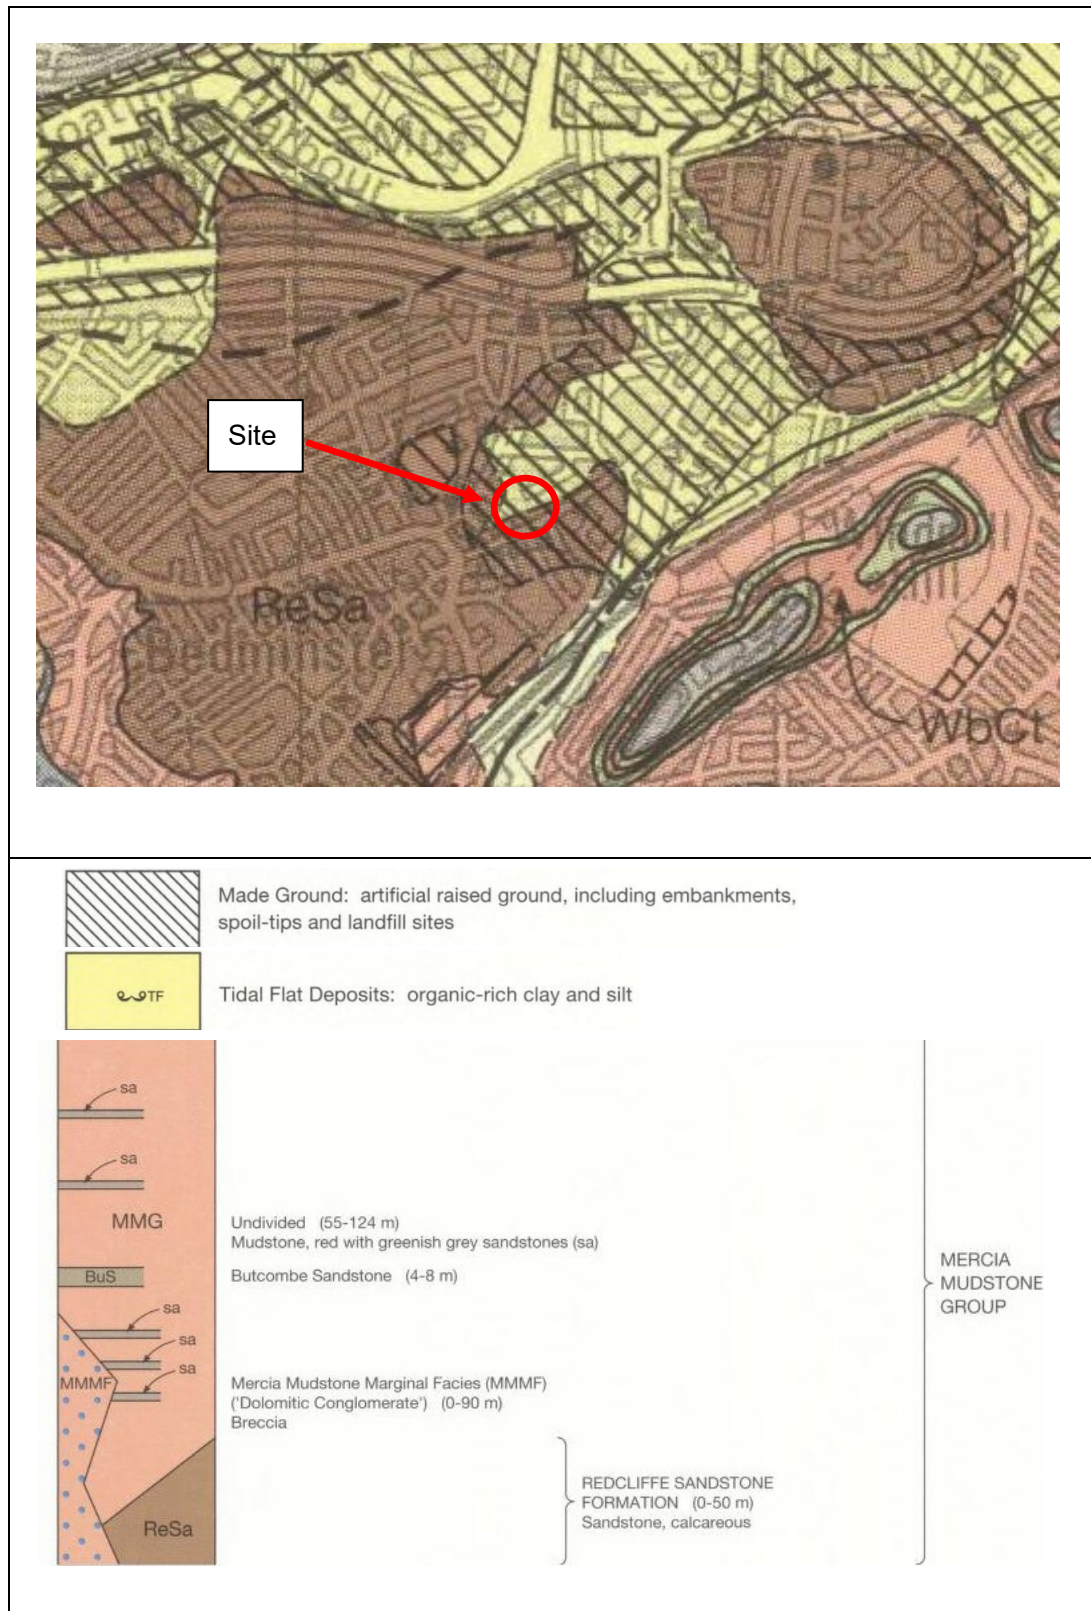 Harbour
Site
ReSa
Bedminster
WbCt
Made Ground: artificial raised ground, including embankments,
spoil-tips and landfill sites
TF
Tidal Flat Deposits: organic-rich clay and silt
sa
sa
MMG
Undivided (55-124 m)
Mudstone, red with greenish grey sandstones (sa)
BuS
Butcombe Sandstone (4-8 m)
sa
sa
sa
MMMF
Mercia Mudstone Marginal Facies (MMMF)
('Dolomitic Conglomerate') (0-90 m)
Breccia
MERCIA
MUDSTONE
GROUP
REDCLIFFE SANDSTONE
FORMATION (0-50 m)
Sandstone, calcareous
ReSa